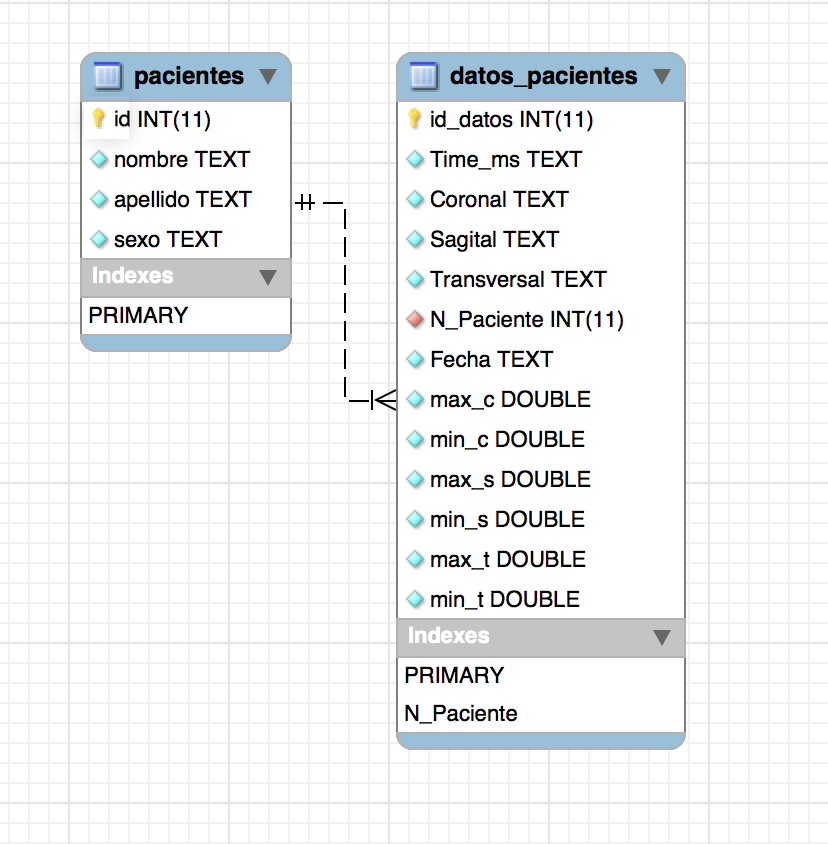 pacientes
id INT(11)
nombre TEXT
apellido TEXT
sexo TEXT
Indexes
PRIMARY
datos_pacientes
id_datos INT(11)
Time_ms TEXT
Coronal TEXT
Sagital TEXT
Transversal TEXT
N_Paciente INT(11)
Fecha TEXT
max_c DOUBLE
min_c DOUBLE
max_s DOUBLE
min_s DOUBLE
max_t DOUBLE
min_t DOUBLE
Indexes
PRIMARY
N_Paciente